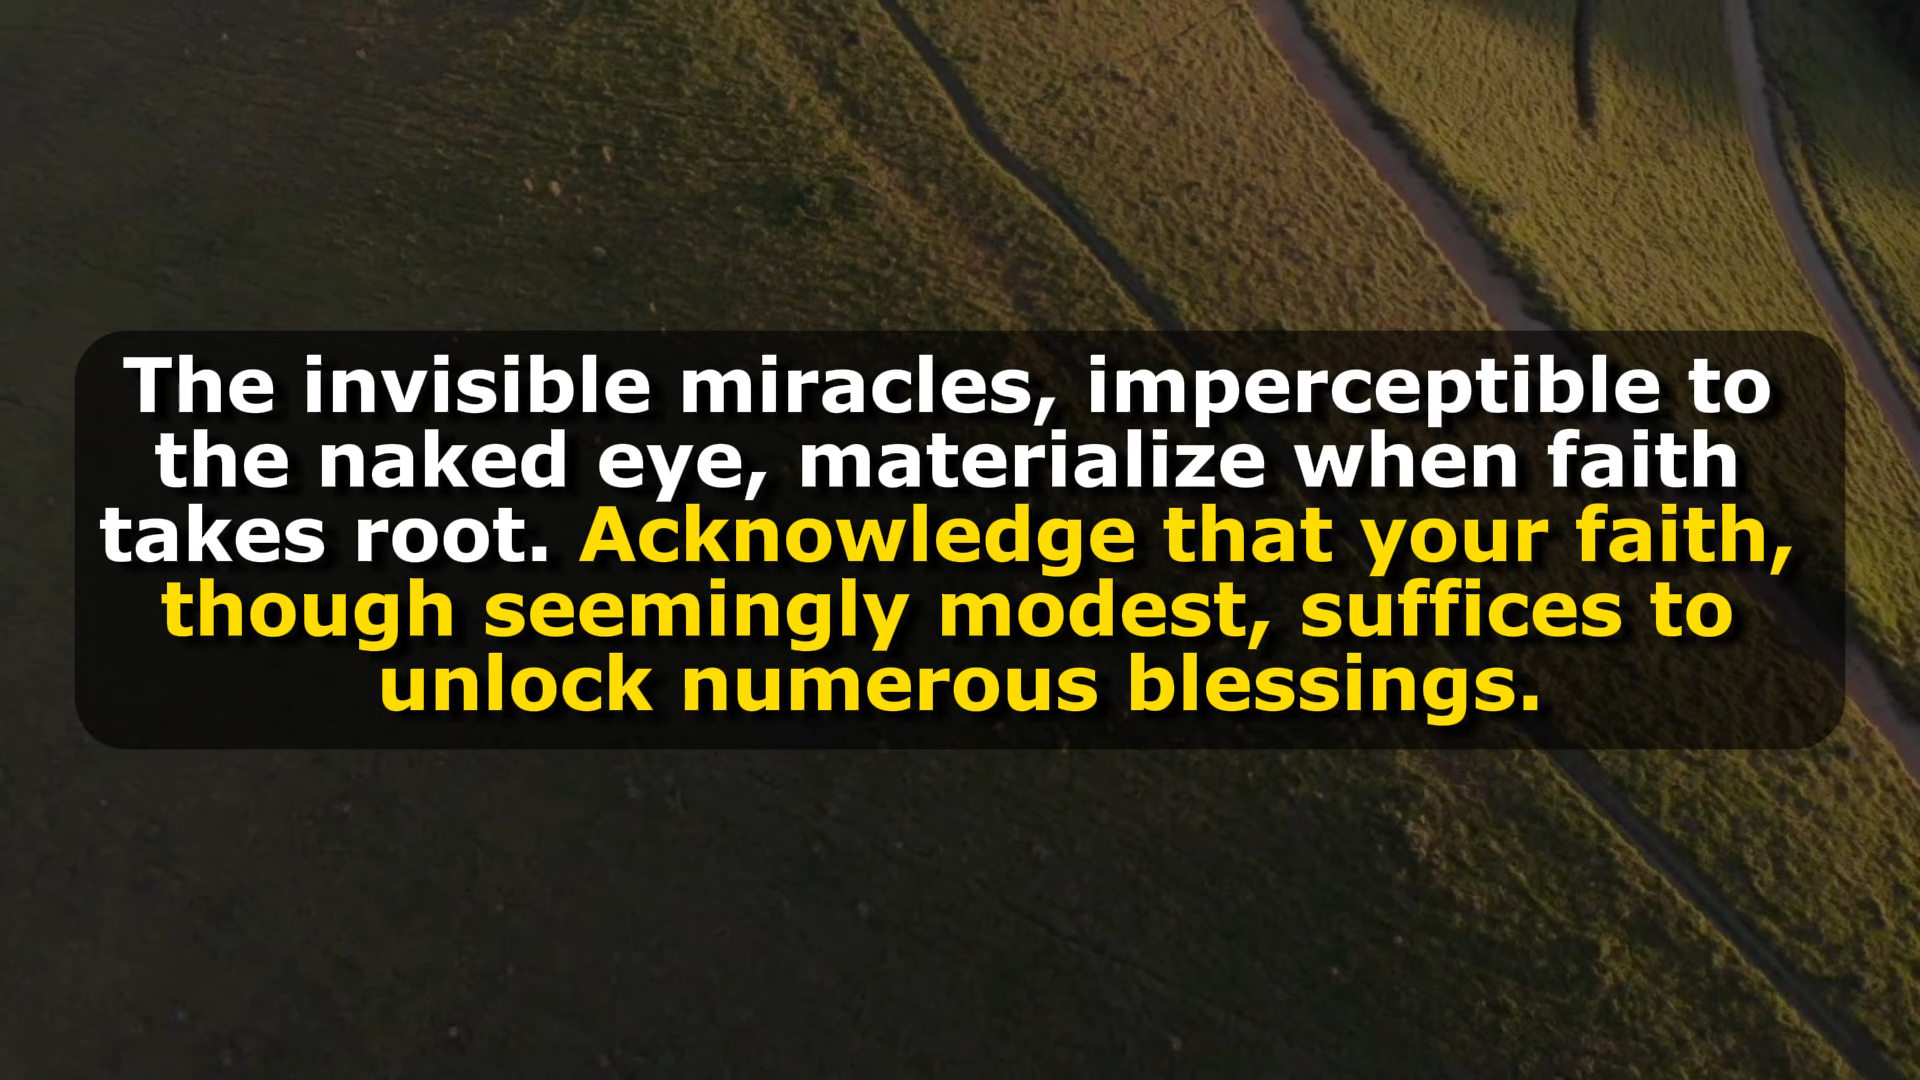 The invisible miracles, imperceptible to
the naked eye, materialize when faith
takes root. Acknowledge that your faith,
though seemingly modest, suffices to
unlock numerous blessings.